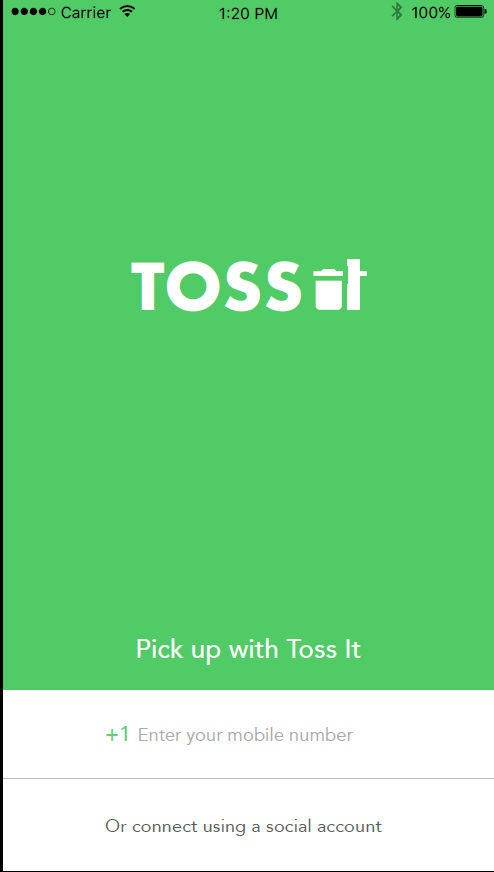 Carrier 1:20 PM 100%
TOSS it
Pick up with Toss It
+1 Enter your mobile number
Or connect using a social account